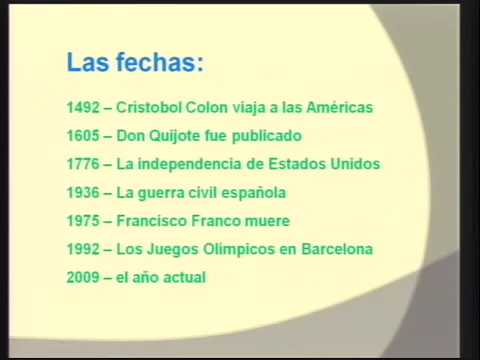 Las fechas:
1492 – Cristobol Colon viaja a las Américas
1605 – Don Quijote fue publicado
1776 – La independencia de Estados Unidos
1936 – La guerra civil española
1975 – Francisco Franco muere
1992 – Los Juegos Olimpicos en Barcelona
2009 – el año actual